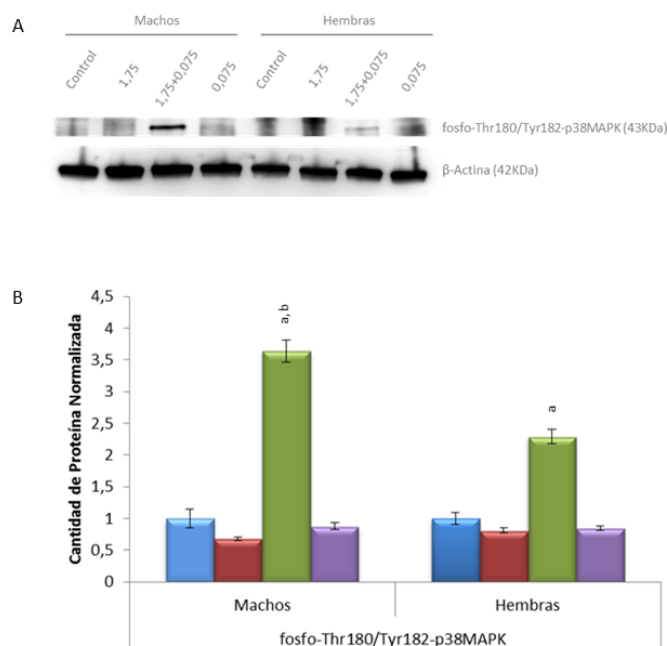 A
Machos
Hembras
Control
1,75
1,75+0,075
0,075
Control
1,75
1,75+0,075
0,075
fosfo-Thr180/Tyr182-p38MAPK (43KDa)
β-Actina (42KDa)
B
Cantidad de Proteína Normalizada
4,5
4
3,5
3
2,5
2
1,5
1
0,5
0
a, b
a
Machos
Hembras
fosfo-Thr180/Tyr182-p38MAPK